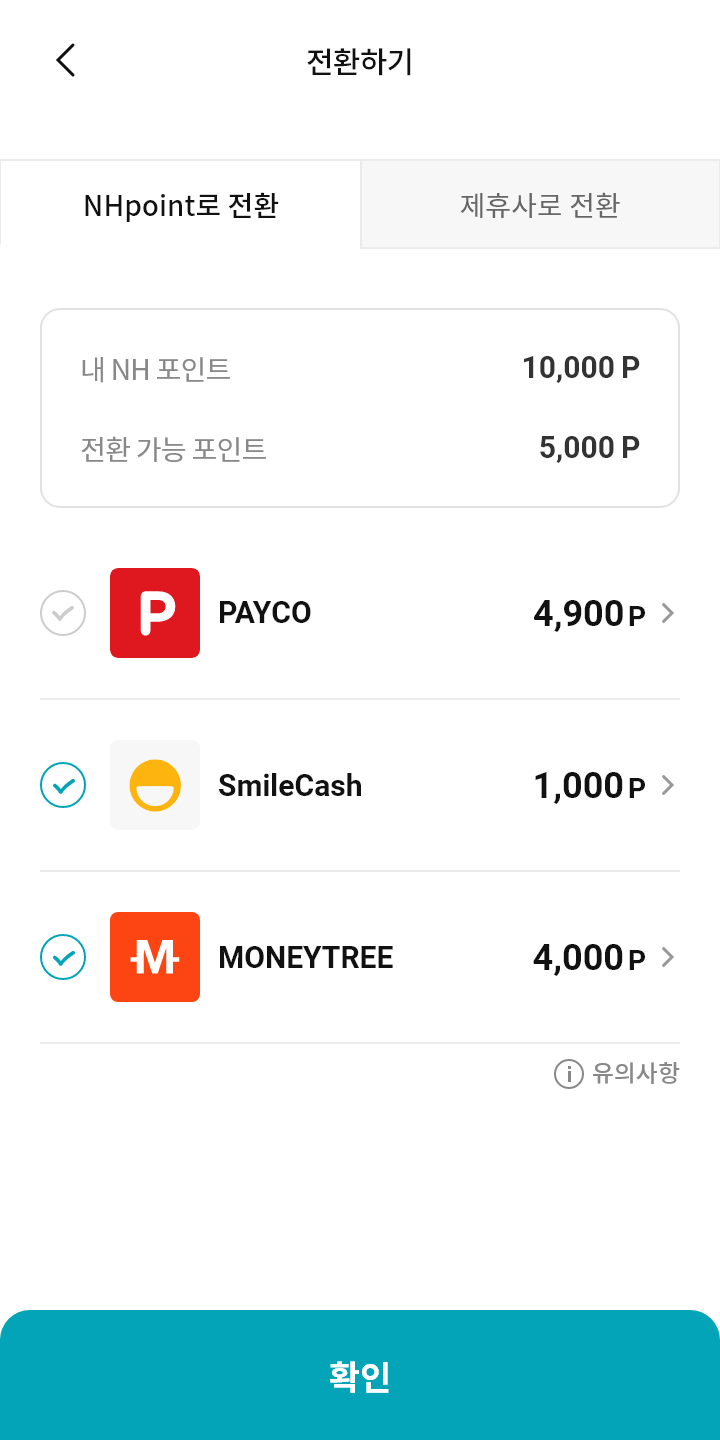 전환하기
NHpoint로 전환
제휴사로 전환
내 NH 포인트 10,000 P
전환 가능 포인트 5,000 P
P PAYCO 4,900 P
SmileCash 1,000 P
M MONEYTREE 4,000 P
유의사항
확인